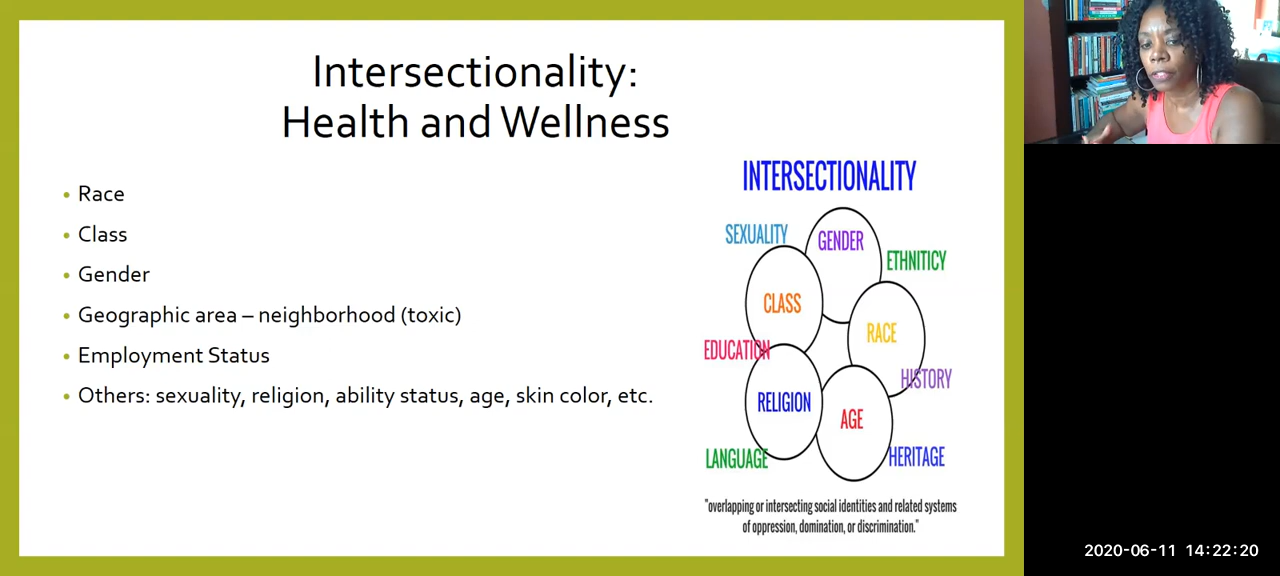 Intersectionality:
Health and Wellness
• Race
• Class
• Gender
• Geographic area – neighborhood (toxic)
• Employment Status
• Others: sexuality, religion, ability status, age, skin color, etc.
INTERSECTIONALITY
SEXUALITY
GENDER
ETHNITICY
CLASS
RACE
EDUCATION
HISTORY
RELIGION
AGE
LANGUAGE
HERITAGE
"overlapping or intersecting social identities and related systems
of oppression, domination, or discrimination."
2020-06-11 14:22:20